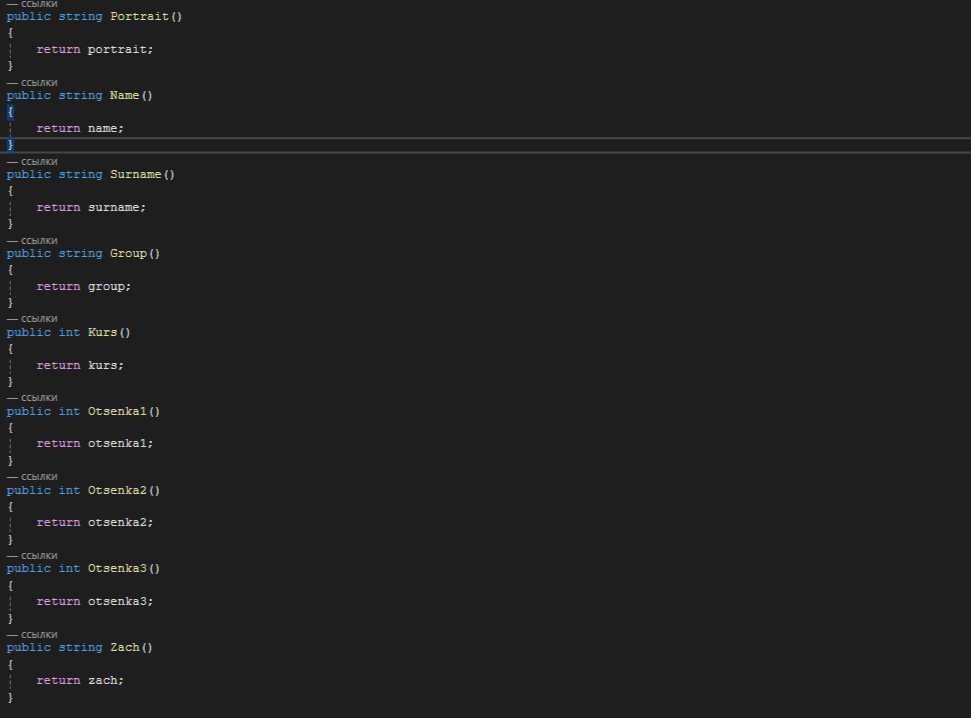 — ссылки
public string Portrait()
{
return portrait;
}
— ссылки
public string Name()
{
return name;
}
— ссылки
public string Surname()
{
return surname;
}
— ссылки
public string Group()
{
return group;
}
— ссылки
public int Kurs()
{
return kurs;
}
— ссылки
public int Otsenka1()
{
return otsenka1;
}
— ссылки
public int Otsenka2()
{
return otsenka2;
}
— ссылки
public int Otsenka3()
{
return otsenka3;
}
— ссылки
public string Zach()
{
return zach;
}